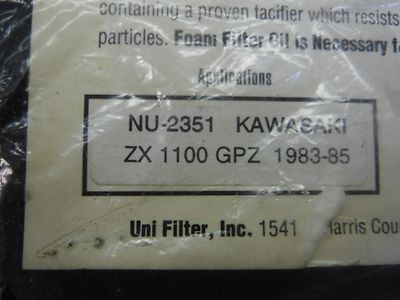 containing a proven tacifier which resists
particles. Foam Filter Oil is Necessary
Applications
NU-2351 KAWASAKI
ZX 1100 GPZ 1983-85
Uni Filter, Inc. 1541 Harris Cou